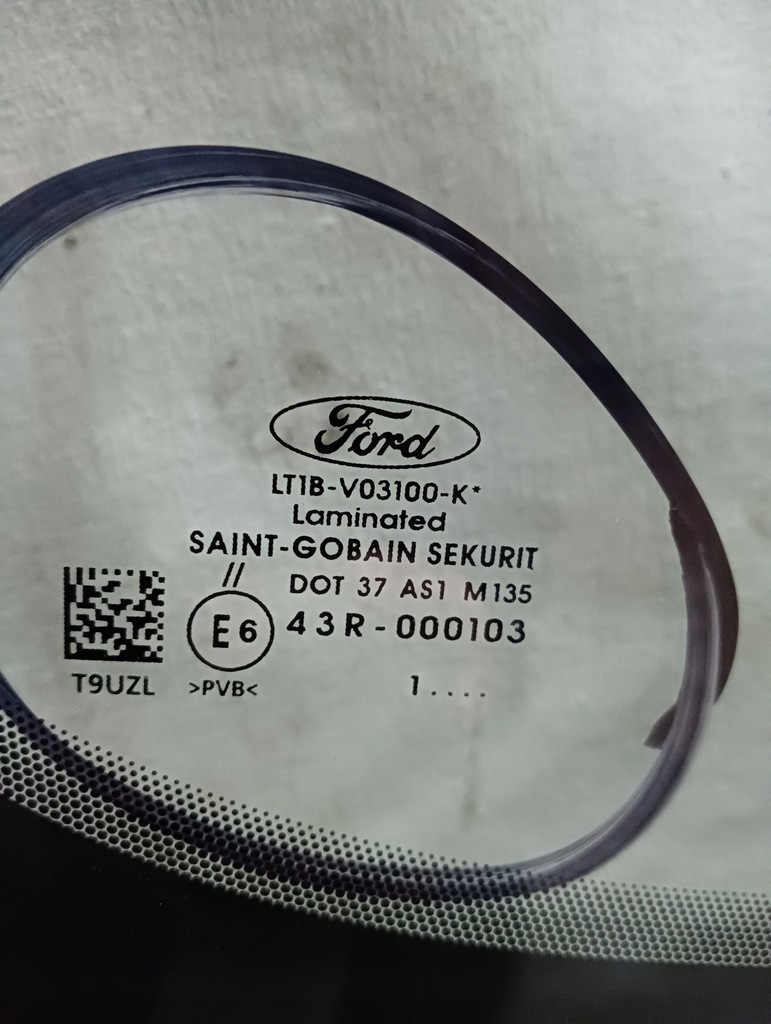 Ford
LT1B-V03100-K*
Laminated
SAINT-GOBAIN SEKURIT
//
DOT 37 AS1 M135
E6 43R-000103
T9UZL >PVB< 1....